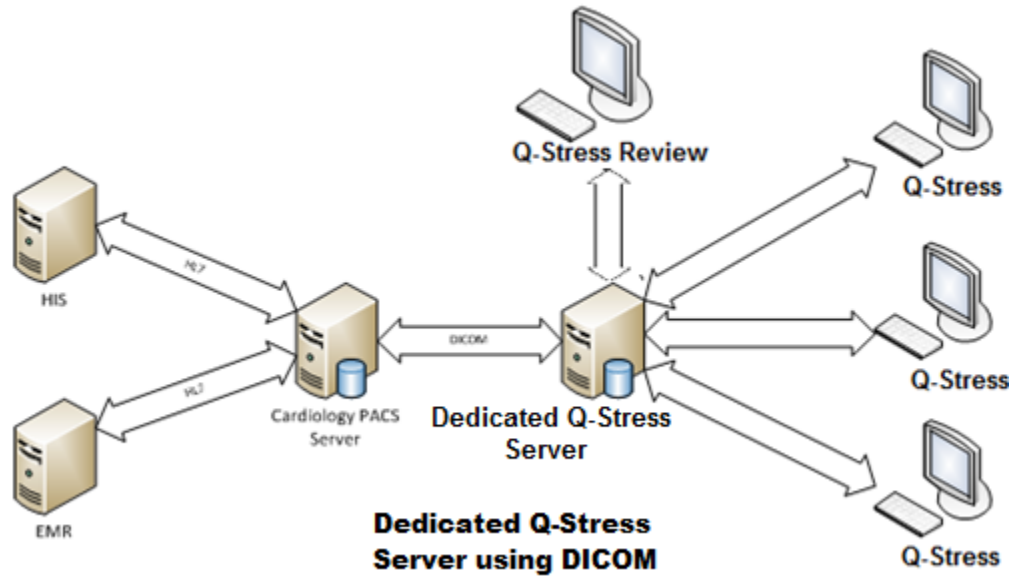 Q-Stress Review
Q-Stress
HL7
HIS
DICOM
Q-Stress
Cardiology PACS
Server
Dedicated Q-Stress
Server
HL7
EMR
Dedicated Q-Stress
Server using DICOM
Q-Stress